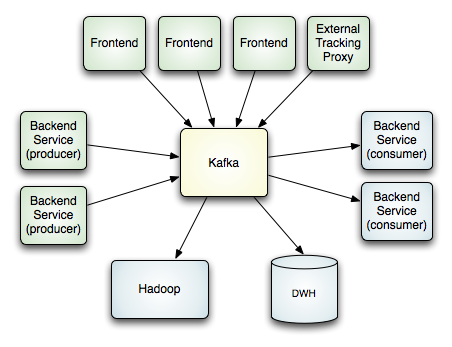 Frontend
Frontend
Frontend
External
Tracking
Proxy
Backend
Service
(producer)
Kafka
Backend
Service
(consumer)
Backend
Service
(producer)
Backend
Service
(consumer)
Hadoop
DWH